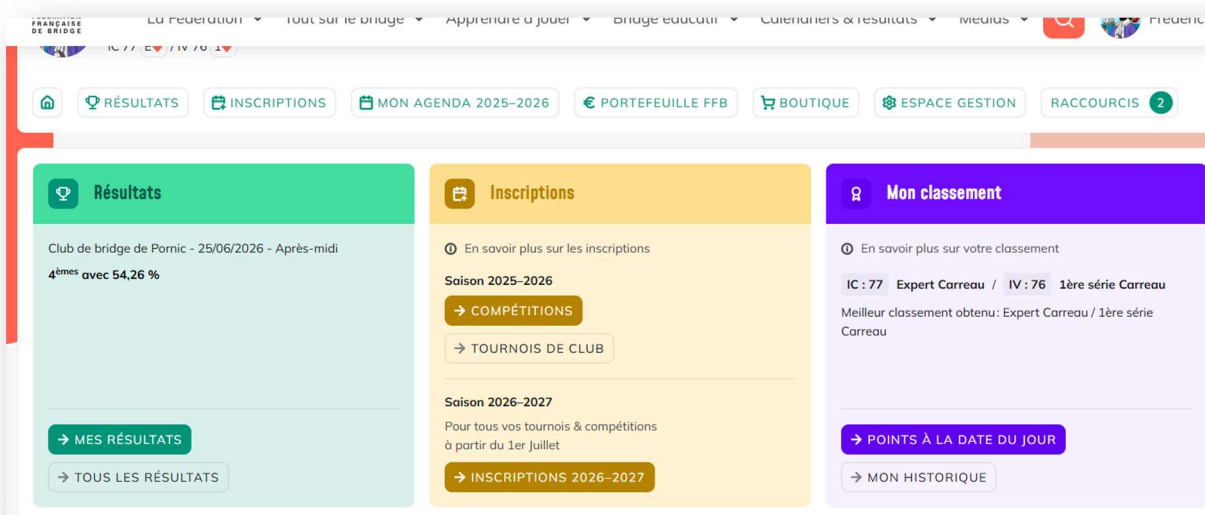 FRANÇAISE
DE BRIDGE
La Fédération
Tout sur le bridge
Apprendre à jouer
Bridge éducatif
Calendriers & résultats
Médias
Frédéric
IC 77 E♦ / IV 76 1♦
RÉSULTATS
INSCRIPTIONS
MON AGENDA 2025–2026
€ PORTEFEUILLE FFB
BOUTIQUE
ESPACE GESTION
RACCOURCIS 2
Résultats
Club de bridge de Pornic - 25/06/2026 - Après-midi
4èmes avec 54,26 %
→ MES RÉSULTATS
→ TOUS LES RÉSULTATS
Inscriptions
En savoir plus sur les inscriptions
Saison 2025–2026
→ COMPÉTITIONS
→ TOURNOIS DE CLUB
Saison 2026–2027
Pour tous vos tournois & compétitions
à partir du 1er Juillet
→ INSCRIPTIONS 2026–2027
Mon classement
En savoir plus sur votre classement
IC : 77 Expert Carreau / IV : 76 1ère série Carreau
Meilleur classement obtenu : Expert Carreau / 1ère série
Carreau
→ POINTS À LA DATE DU JOUR
→ MON HISTORIQUE